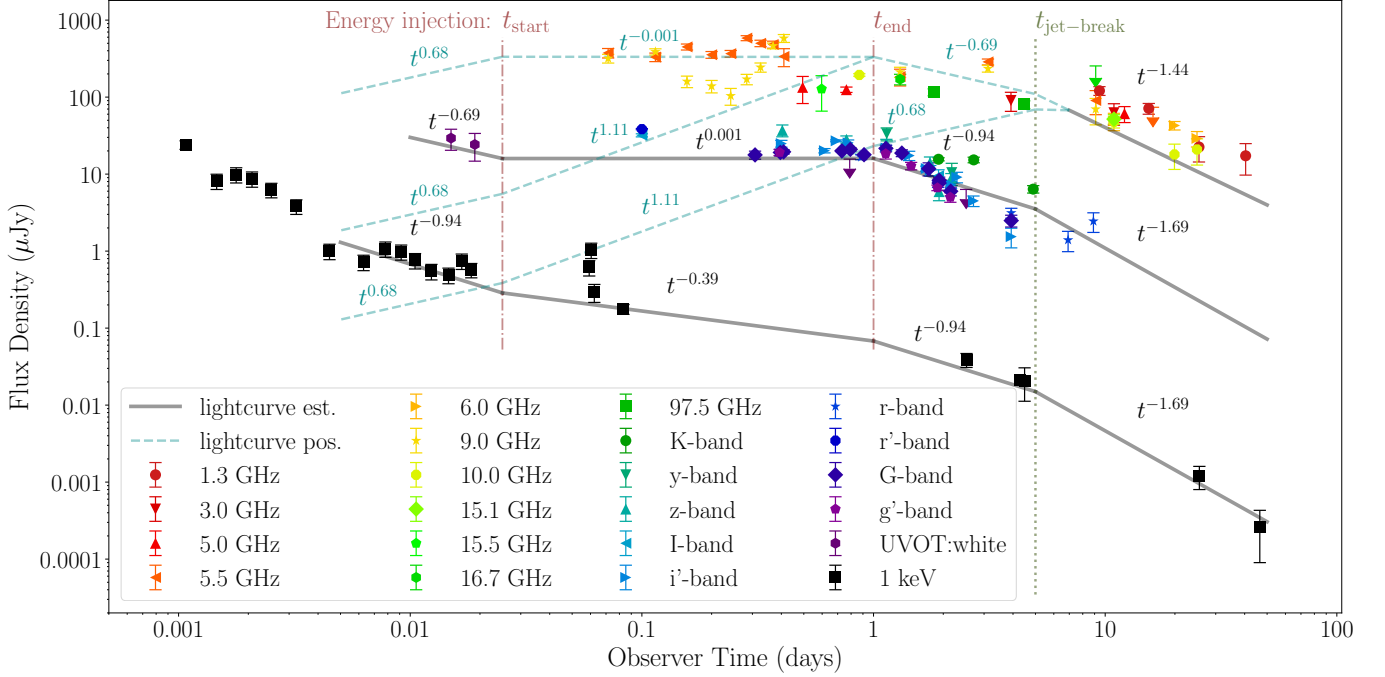 Energy injection: t_start
t_end
t_jet−break
1000
100
10
1
0.1
0.01
0.001
0.0001
Flux Density (μJy)
t^0.68
t^−0.001
t^−0.69
t^−1.44
t^−0.69
t^1.11
t^0.001
t^0.68
t^−0.94
t^0.68
t^−0.94
t^1.11
t^−1.69
t^0.68
t^−0.39
t^−0.94
t^−1.69
lightcurve est.
lightcurve pos.
1.3 GHz
3.0 GHz
5.0 GHz
5.5 GHz
6.0 GHz
9.0 GHz
10.0 GHz
15.1 GHz
15.5 GHz
16.7 GHz
97.5 GHz
K-band
y-band
z-band
I-band
i'-band
r-band
r'-band
G-band
g'-band
UVOT:white
1 keV
0.001
0.01
0.1
1
10
100
Observer Time (days)